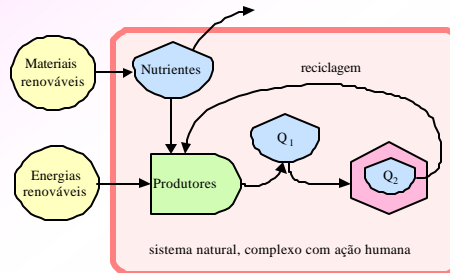 Materiais
renováveis
Nutrientes
reciclagem
Q1
Energias
renováveis
Produtores
Q2
sistema natural, complexo com ação humana